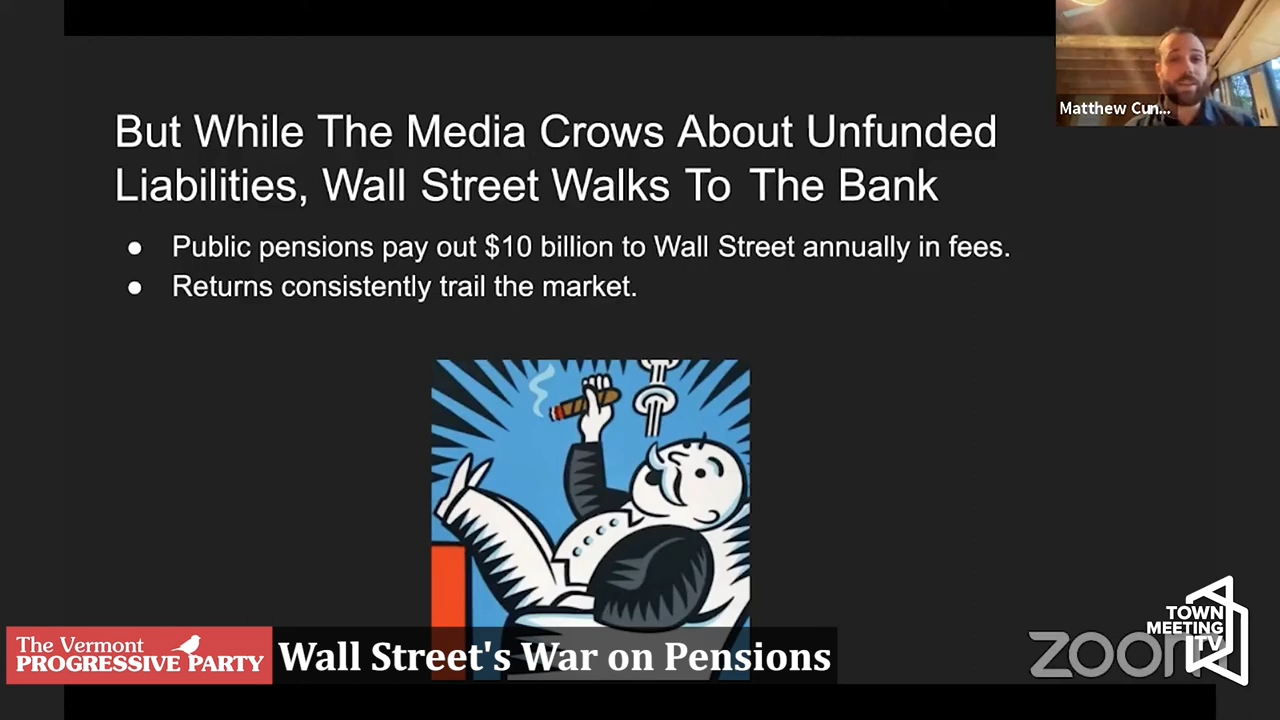 But While The Media Crows About Unfunded
Liabilities, Wall Street Walks To The Bank
● Public pensions pay out $10 billion to Wall Street annually in fees.
● Returns consistently trail the market.
Matthew Cun...
The Vermont
PROGRESSIVE PARTY
Wall Street's War on Pensions
zoom
TOWN
MEETING
TV